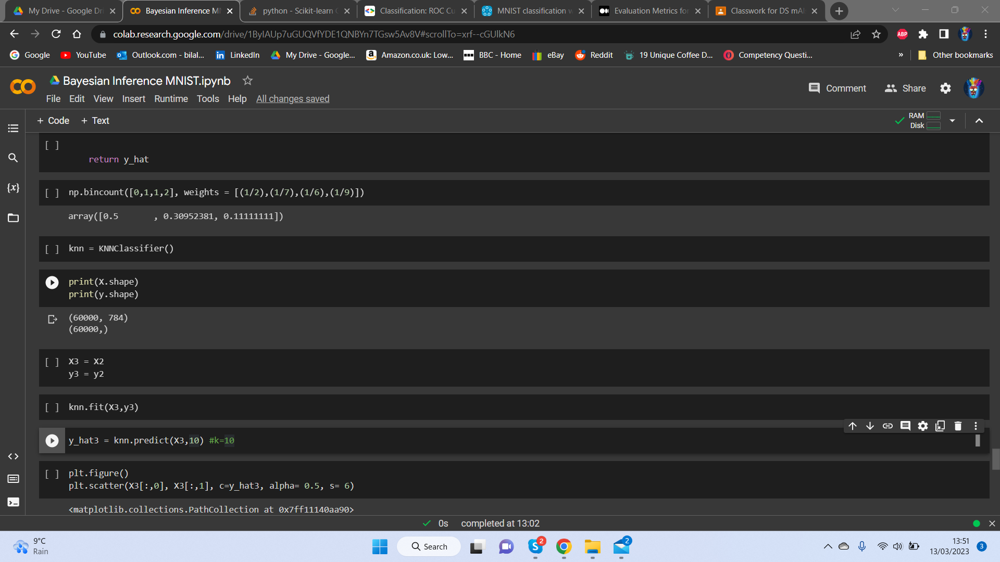 My Drive - Google Dri
Bayesian Inference MN
python - Scikit-learn C
Classification: ROC Cu
MNIST classification w
Evaluation Metrics for
Classwork for DS mAI
colab.research.google.com/drive/1BylAUp7uGUQVfYDE1QNBYn7TGsw5Av8V#scrollTo=xrf--cGUlkN6
ABP
Google
YouTube
Outlook.com - bilal...
LinkedIn
My Drive - Google...
Amazon.co.uk: Low...
BBC - Home
eBay
Reddit
19 Unique Coffee D...
Competency Questi...
»
Other bookmarks
Bayesian Inference MNIST.ipynb
Comment
Share
File Edit View Insert Runtime Tools Help All changes saved
+ Code + Text
RAM
Disk
[ ]
return y_hat
[ ] np.bincount([0,1,1,2], weights = [(1/2),(1/7),(1/6),(1/9)])
array([0.5       , 0.30952381, 0.11111111])
[ ] knn = KNNClassifier()
print(X.shape)
print(y.shape)
(60000, 784)
(60000,)
[ ] X3 = X2
y3 = y2
[ ] knn.fit(X3,y3)
y_hat3 = knn.predict(X3,10) #k=10
[ ] plt.figure()
plt.scatter(X3[:,0], X3[:,1], c=y_hat3, alpha= 0.5, s= 6)
<matplotlib.collections.PathCollection at 0x7ff11140aa90>
0s completed at 13:02
9°C
Rain
Search
2
2
13:51
13/03/2023
3